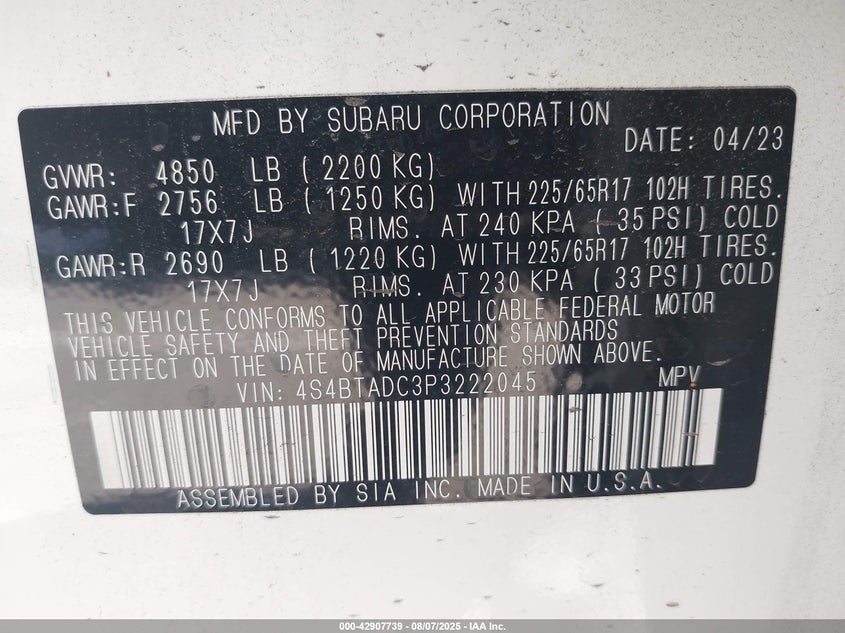 MFD BY SUBARU CORPORATION
DATE: 04/23
GVWR: 4850 LB ( 2200 KG)
GAWR:F 2756 LB ( 1250 KG) WITH 225/65R17 102H TIRES.
17X7J RIMS. AT 240 KPA ( 35 PSI) COLD
GAWR:R 2690 LB ( 1220 KG) WITH 225/65R17 102H TIRES.
17X7J RIMS. AT 230 KPA ( 33 PSI) COLD
THIS VEHICLE CONFORMS TO ALL APPLICABLE FEDERAL MOTOR
VEHICLE SAFETY AND THEFT PREVENTION STANDARDS
IN EFFECT ON THE DATE OF MANUFACTURE SHOWN ABOVE.
VIN: 4S4BTADC3P3222045 MPV
ASSEMBLED BY SIA INC. MADE IN U.S.A.
000-42907739 - 08/07/2025 - IAA Inc.